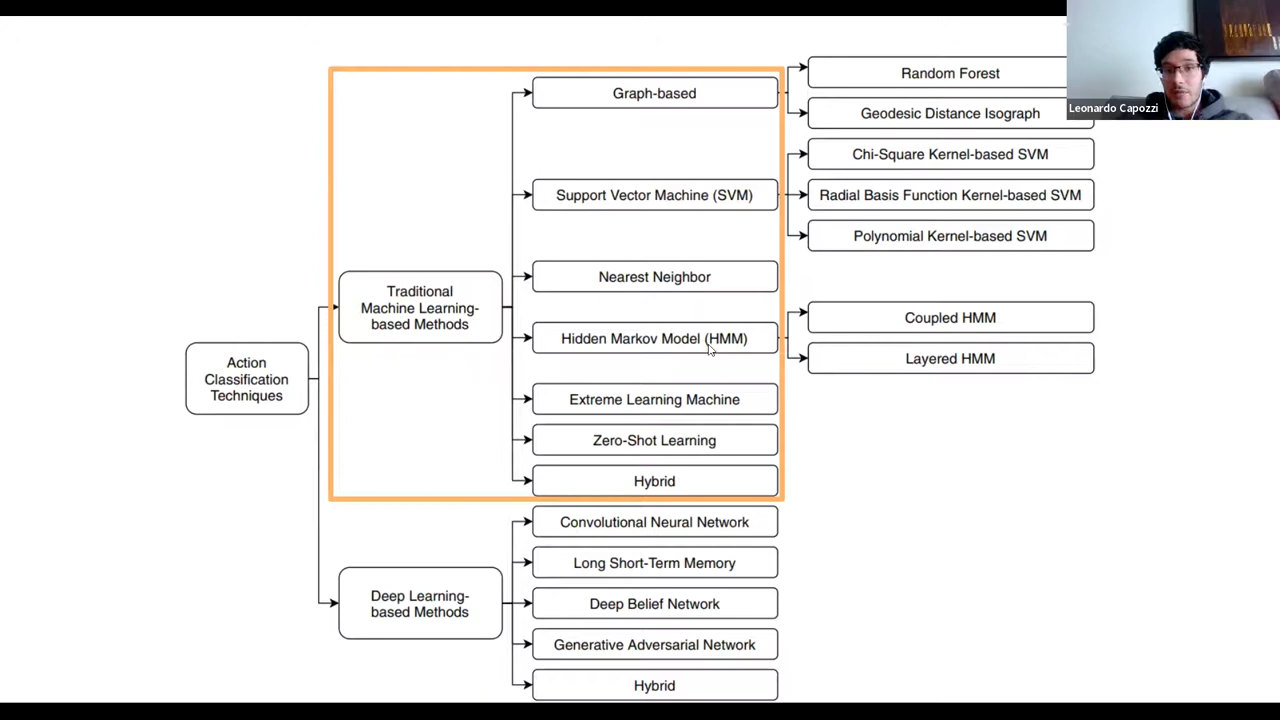 Leonardo Capozzi
Action
Classification
Techniques
Traditional
Machine Learning-
based Methods
Graph-based
Random Forest
Geodesic Distance Isograph
Support Vector Machine (SVM)
Chi-Square Kernel-based SVM
Radial Basis Function Kernel-based SVM
Polynomial Kernel-based SVM
Nearest Neighbor
Hidden Markov Model (HMM)
Coupled HMM
Layered HMM
Extreme Learning Machine
Zero-Shot Learning
Hybrid
Deep Learning-
based Methods
Convolutional Neural Network
Long Short-Term Memory
Deep Belief Network
Generative Adversarial Network
Hybrid